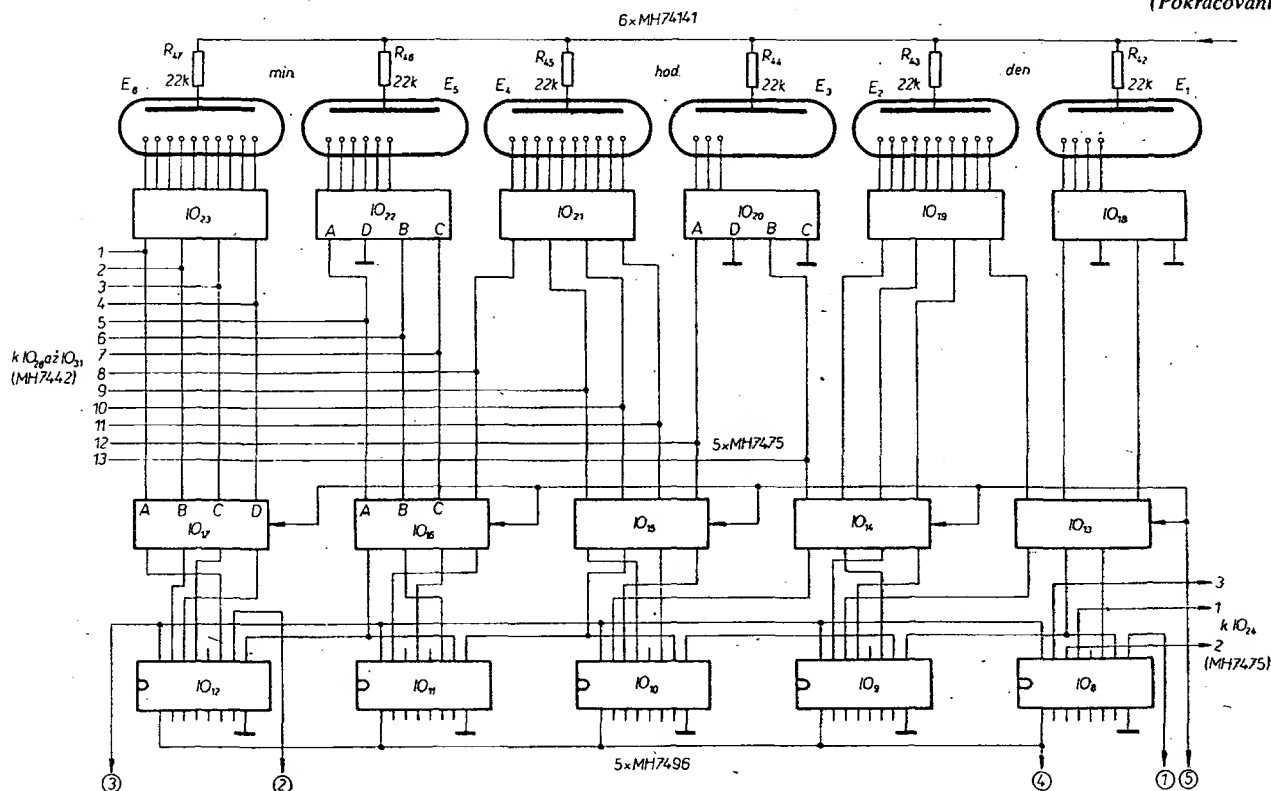 (Pokračování
6×MH74141
R47 R46 R45 R44 R43 R42
22k min. 22k 22k hod. 22k 22k den 22k
E6 E5 E4 E3 E2 E1
IO23 IO22 IO21 IO20 IO19 IO18
A D B C A D B C
1
2
3
4
5
6
7
8
9
10
11
12
13
k IO28 až IO31
(MH7442)
5×MH7475
A B C D A B C
IO17 IO16 IO15 IO14 IO13
3
1
k IO24
2
(MH7475)
IO12 IO11 IO10 IO9 IO8
5×MH7496
3 2 4 1 5